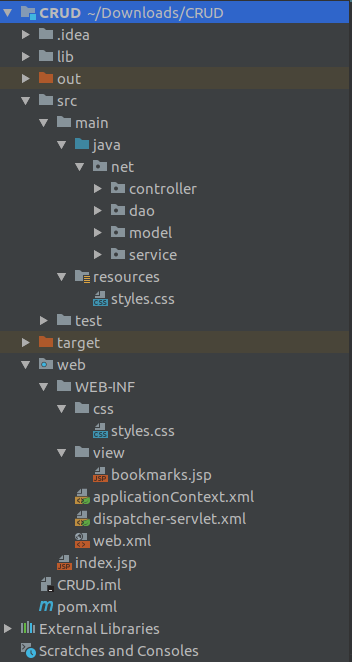 CRUD ~/Downloads/CRUD
.idea
lib
out
src
main
java
net
controller
dao
model
service
resources
styles.css
test
target
web
WEB-INF
css
styles.css
view
bookmarks.jsp
applicationContext.xml
dispatcher-servlet.xml
web.xml
index.jsp
CRUD.iml
pom.xml
External Libraries
Scratches and Consoles